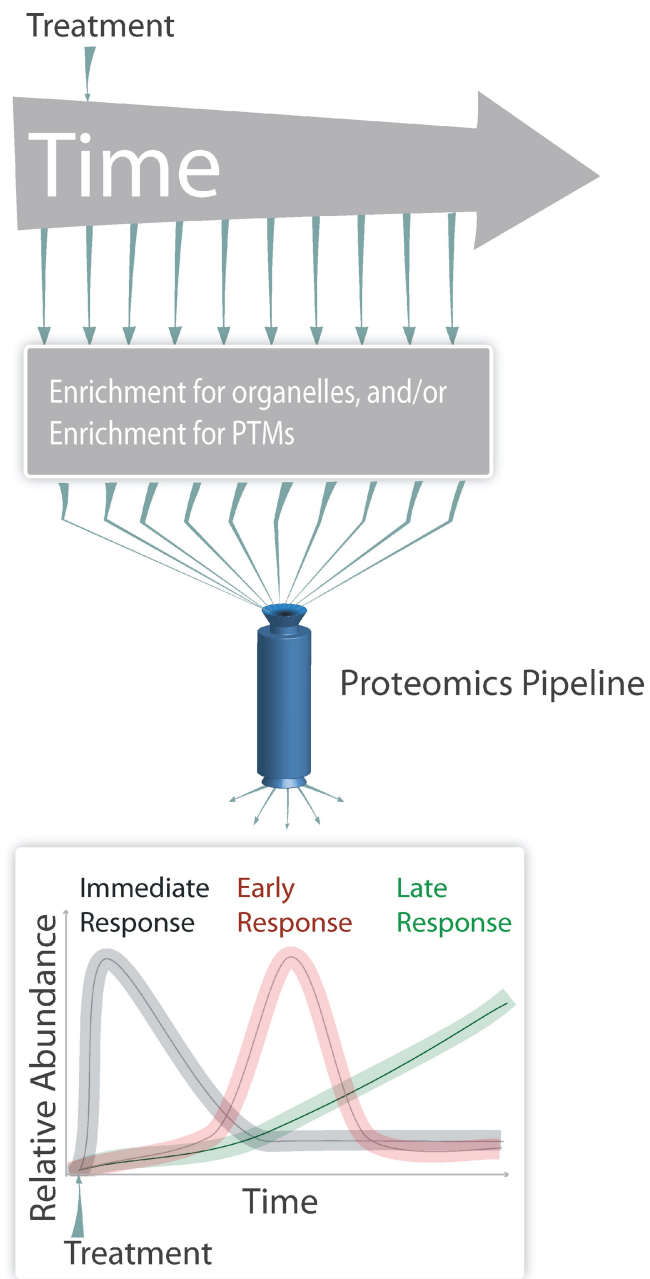 Treatment
Time
Enrichment for organelles, and/or
Enrichment for PTMs
Proteomics Pipeline
Immediate
Response
Early
Response
Late
Response
Relative Abundance
Time
Treatment